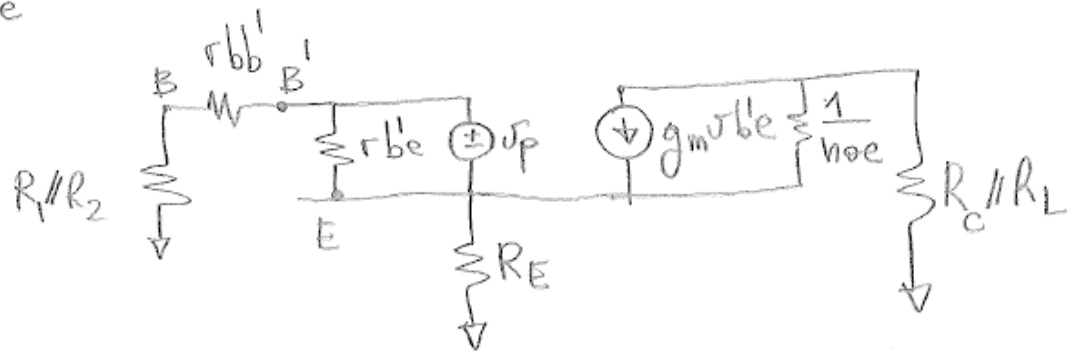 e
rbb'
B B'
rb'e
vp
gmvb'e
1/hoe
R1//R2
E
RE
RC//RL